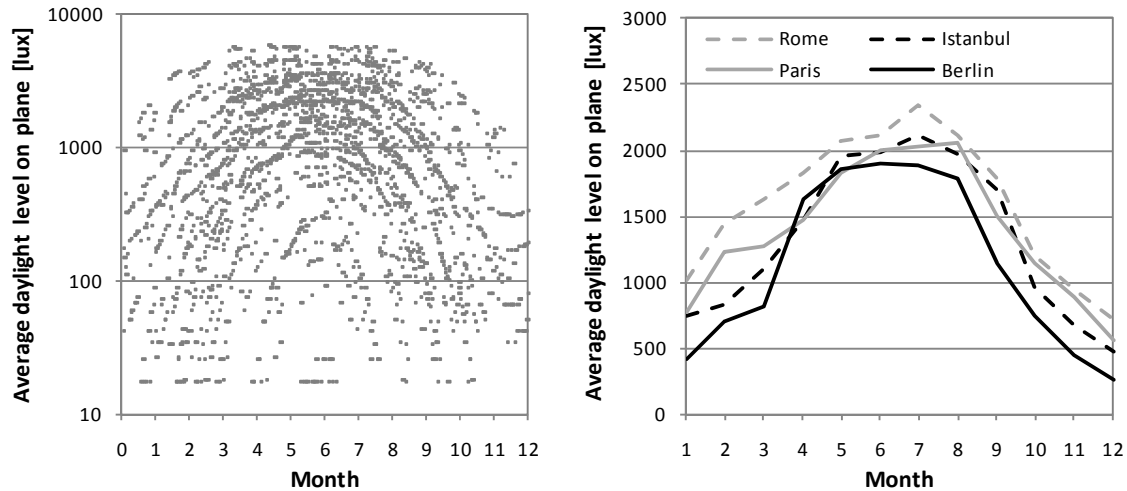 Average daylight level on plane [lux]
10000
1000
100
10
0 1 2 3 4 5 6 7 8 9 10 11 12
Month
Average daylight level on plane [lux]
3000
2500
2000
1500
1000
500
0
Rome Istanbul
Paris Berlin
1 2 3 4 5 6 7 8 9 10 11 12
Month